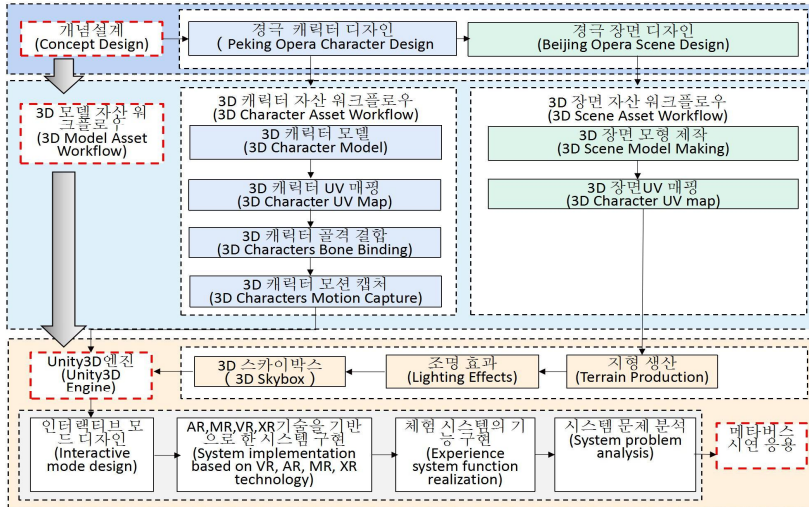 개념설계
(Concept Design)
경극 캐릭터 디자인
( Peking Opera Character Design
경극 장면 디자인
(Beijing Opera Scene Design)
3D 모델 자산 워
크플로우
(3D Model Asset
Workflow)
3D 캐릭터 자산 워크플로우
(3D Character Asset Workflow)
3D 캐릭터 모델
(3D Character Model)
3D 캐릭터 UV 매핑
(3D Character UV Map)
3D 캐릭터 골격 결합
(3D Characters Bone Binding)
3D 캐릭터 모션 캡처
(3D Characters Motion Capture)
3D 장면 자산 워크플로우
(3D Scene Asset Workflow)
3D 장면 모형 제작
(3D Scene Model Making)
3D 장면UV 매핑
(3D Character UV map)
Unity3D엔진
(Unity3D
Engine)
3D 스카이박스
( 3D Skybox )
조명 효과
(Lighting Effects)
지형 생산
(Terrain Production)
인터랙티브 모
드 디자인
(Interactive
mode design)
AR,MR,VR,XR기술을 기반
으로 한 시스템 구현
(System implementation
based on VR, AR, MR, XR
technology)
체험 시스템의 기
능 구현
(Experience
system function
realization)
시스템 문제 분석
(System problem
analysis)
메타버스
시연 응용